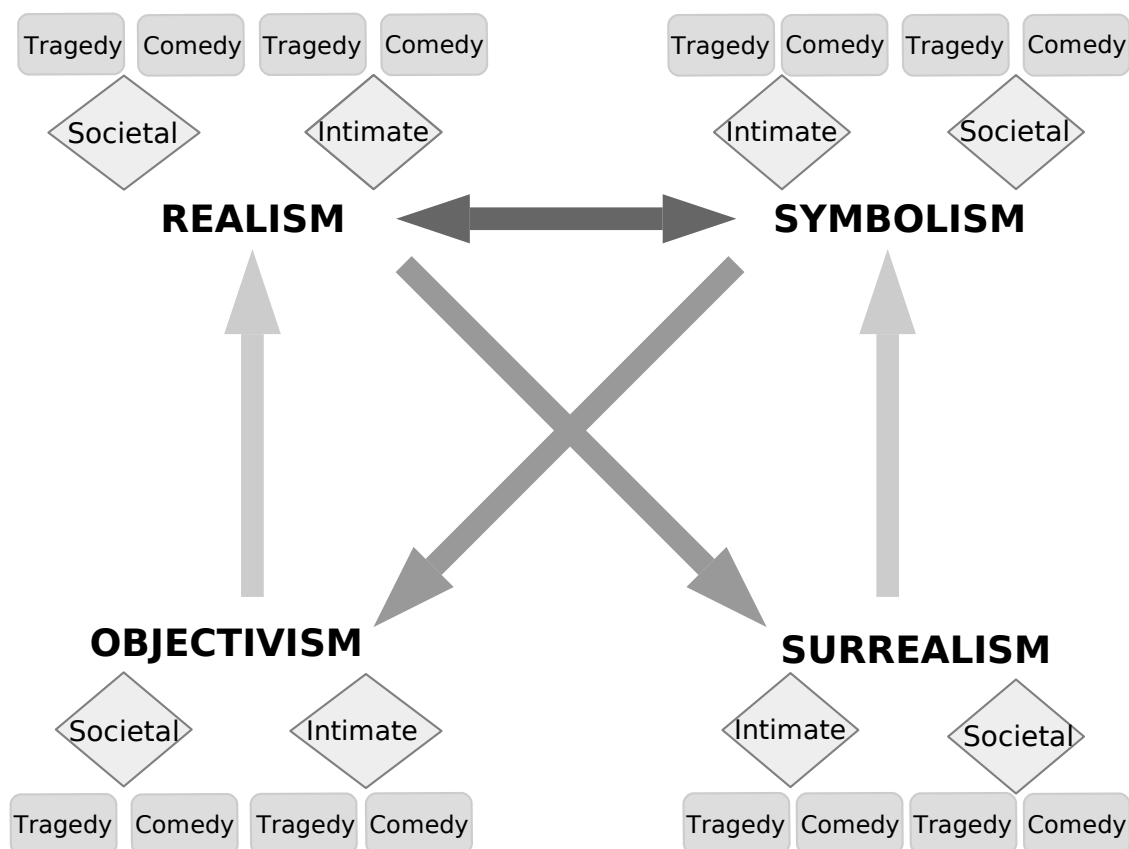 Tragedy Comedy Tragedy Comedy Tragedy Comedy Tragedy Comedy
Societal Intimate Intimate Societal
REALISM SYMBOLISM
OBJECTIVISM SURREALISM
Societal Intimate Intimate Societal
Tragedy Comedy Tragedy Comedy Tragedy Comedy Tragedy Comedy